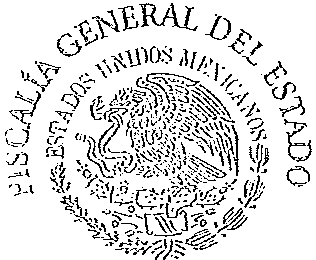 FISCALÍA GENERAL DEL ESTADO
ESTADOS UNIDOS MEXICANOS